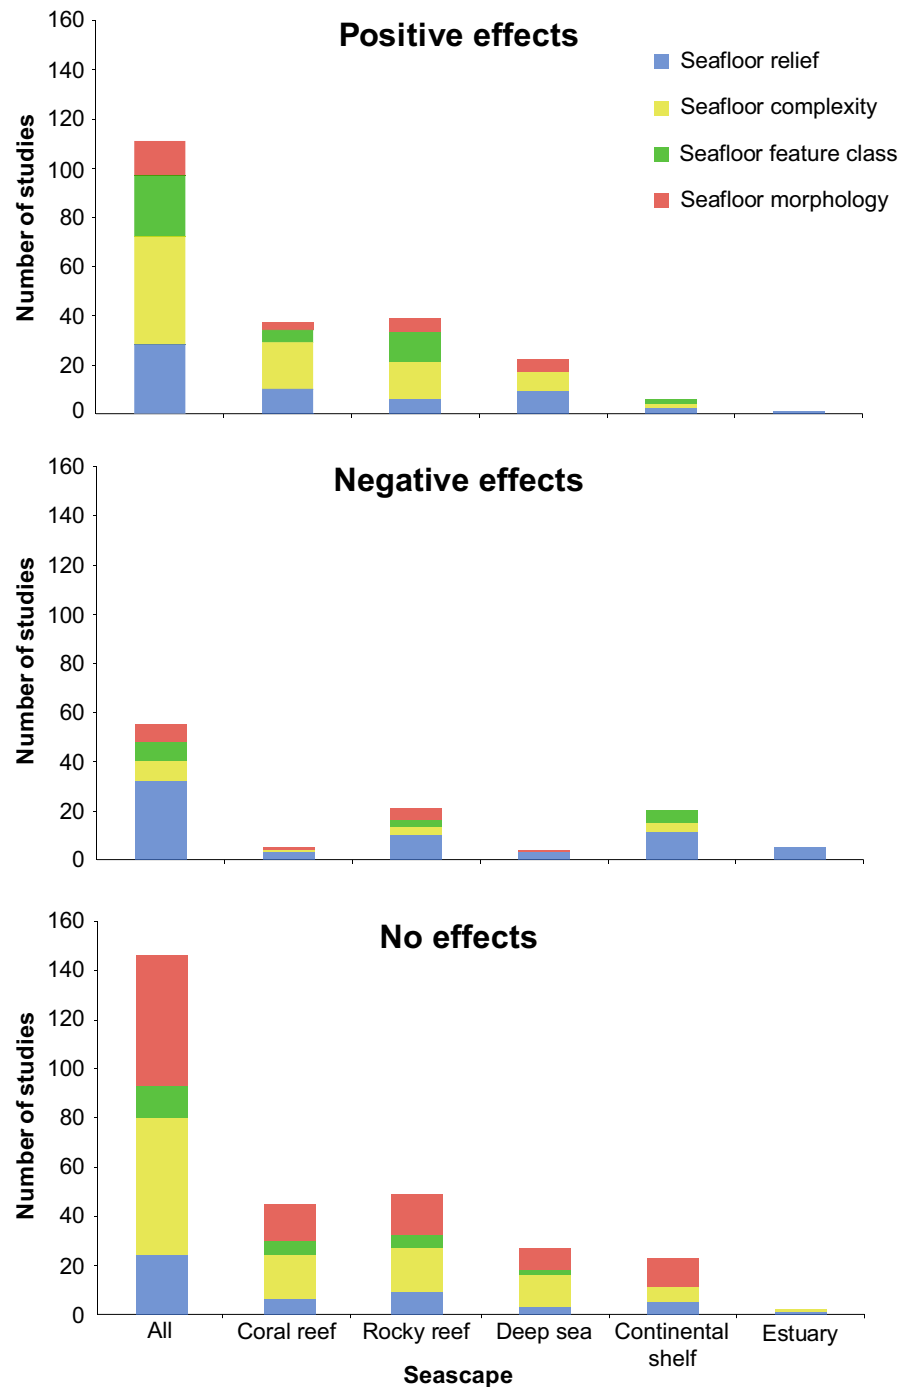 Positive effects
Seafloor relief
Seafloor complexity
Seafloor feature class
Seafloor morphology
Number of studies
160
140
120
100
80
60
40
20
0
Negative effects
Number of studies
160
140
120
100
80
60
40
20
0
No effects
Number of studies
160
140
120
100
80
60
40
20
0
All
Coral reef
Rocky reef
Deep sea
Continental
shelf
Estuary
Seascape